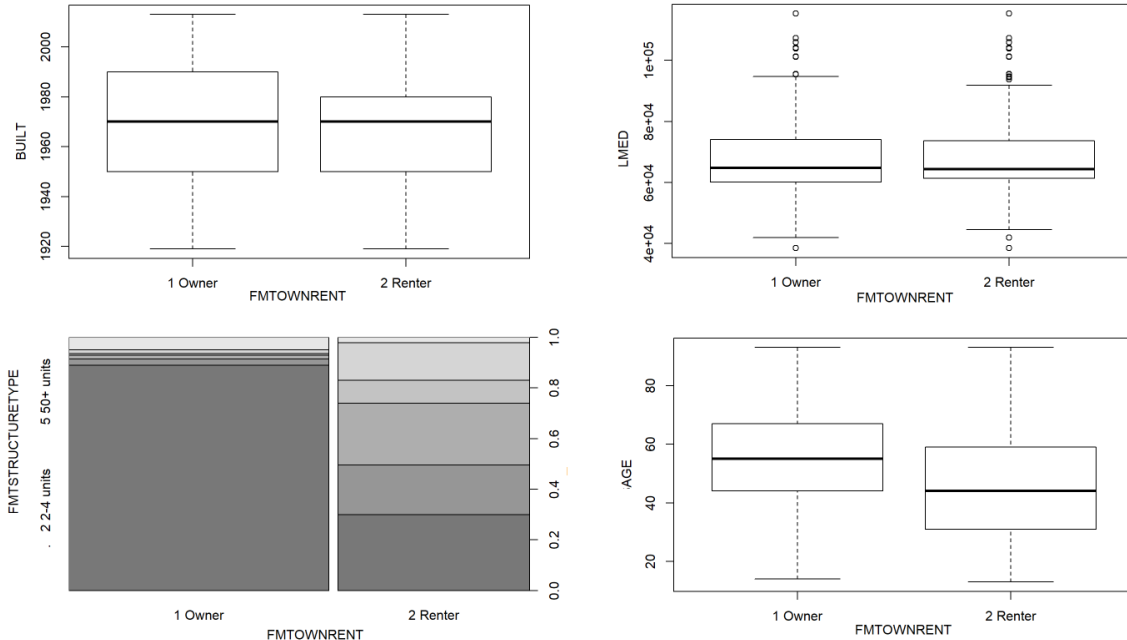 BUILT
2000
1980
1960
1940
1920
1 Owner
2 Renter
FMTOWNRENT
LMED
1e+05
8e+04
6e+04
4e+04
1 Owner
2 Renter
FMTOWNRENT
FMTSTRUCTURETYPE
5 50+ units
. 2 2-4 units
1.0
0.8
0.6
0.4
0.2
0.0
1 Owner
2 Renter
FMTOWNRENT
AGE
80
60
40
20
1 Owner
2 Renter
FMTOWNRENT